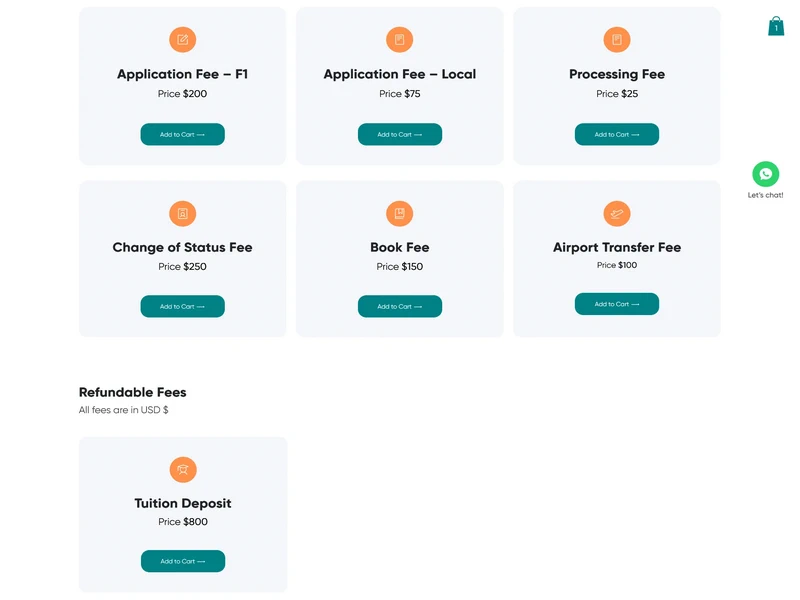 1
Application Fee – F1
Price $200
Add to Cart ⟶
Application Fee – Local
Price $75
Add to Cart ⟶
Processing Fee
Price $25
Add to Cart ⟶
Let's chat!
Change of Status Fee
Price $250
Add to Cart ⟶
Book Fee
Price $150
Add to Cart ⟶
Airport Transfer Fee
Price $100
Add to Cart ⟶
Refundable Fees
All fees are in USD $
Tuition Deposit
Price $800
Add to Cart ⟶